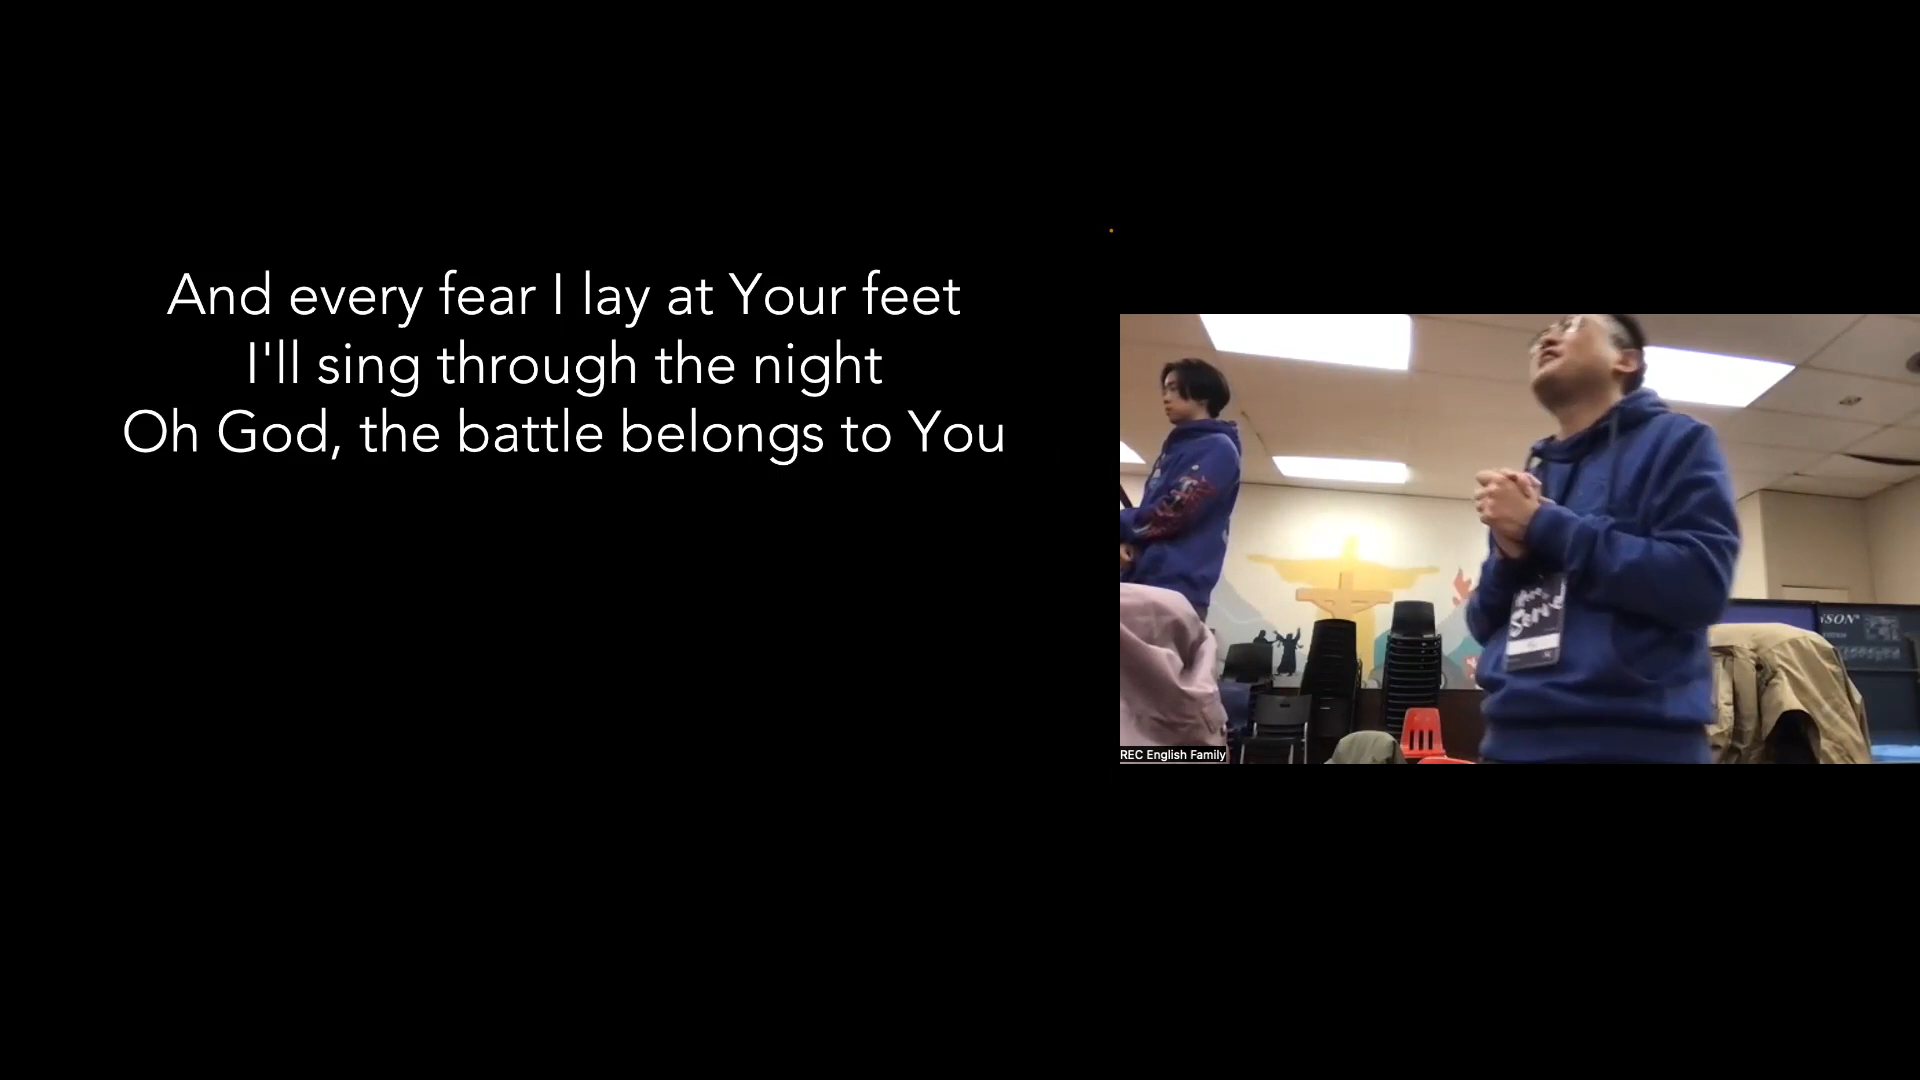 And every fear I lay at Your feet
I'll sing through the night
Oh God, the battle belongs to You
REC English Family